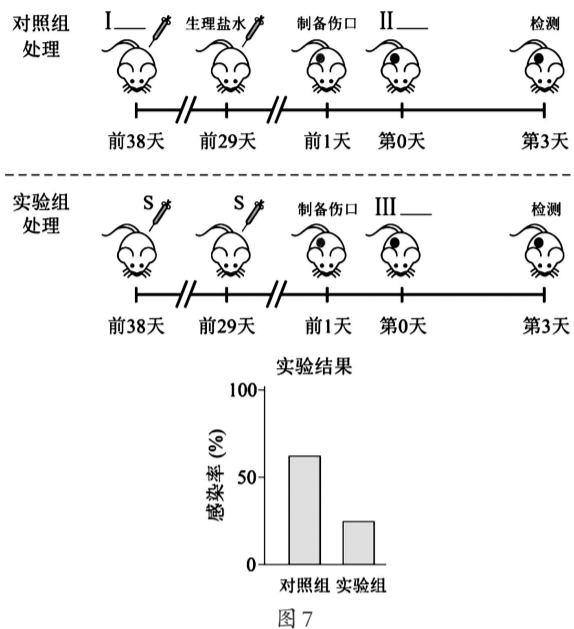 对照组
处理
I___
生理盐水
制备伤口
II___
检测
前38天
前29天
前1天
第0天
第3天
实验组
处理
S
S
制备伤口
III___
检测
前38天
前29天
前1天
第0天
第3天
实验结果
感染率 (%)
100
50
0
对照组
实验组
图7